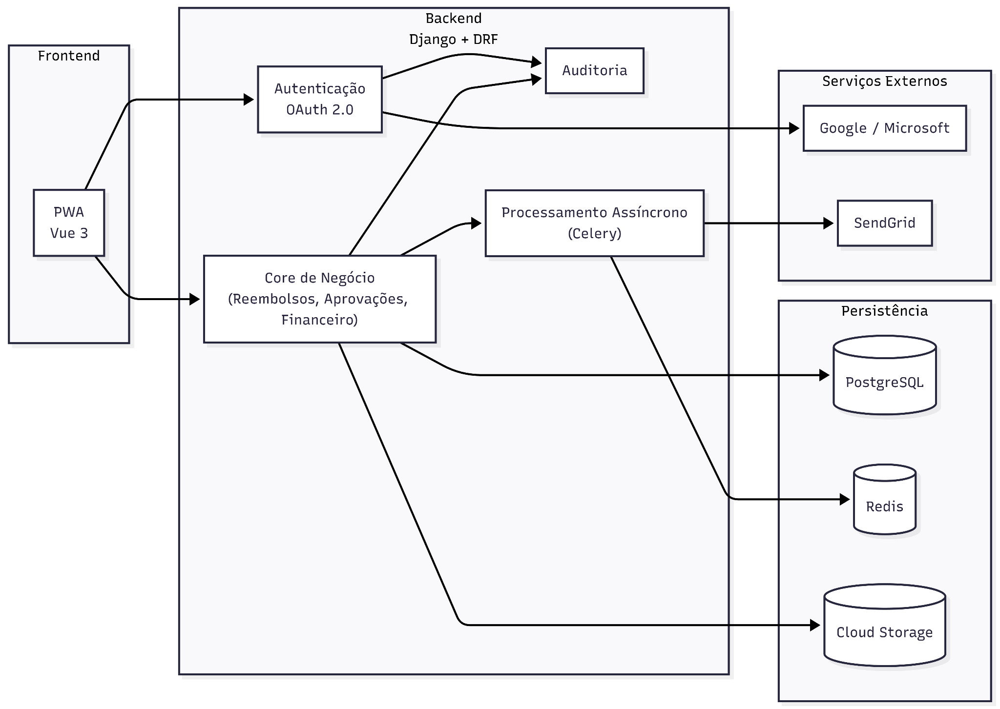 Frontend
PWA
Vue 3
Backend
Django + DRF
Autenticação
OAuth 2.0
Auditoria
Processamento Assíncrono
(Celery)
Core de Negócio
(Reembolsos, Aprovações,
Financeiro)
Serviços Externos
Google / Microsoft
SendGrid
Persistência
PostgreSQL
Redis
Cloud Storage